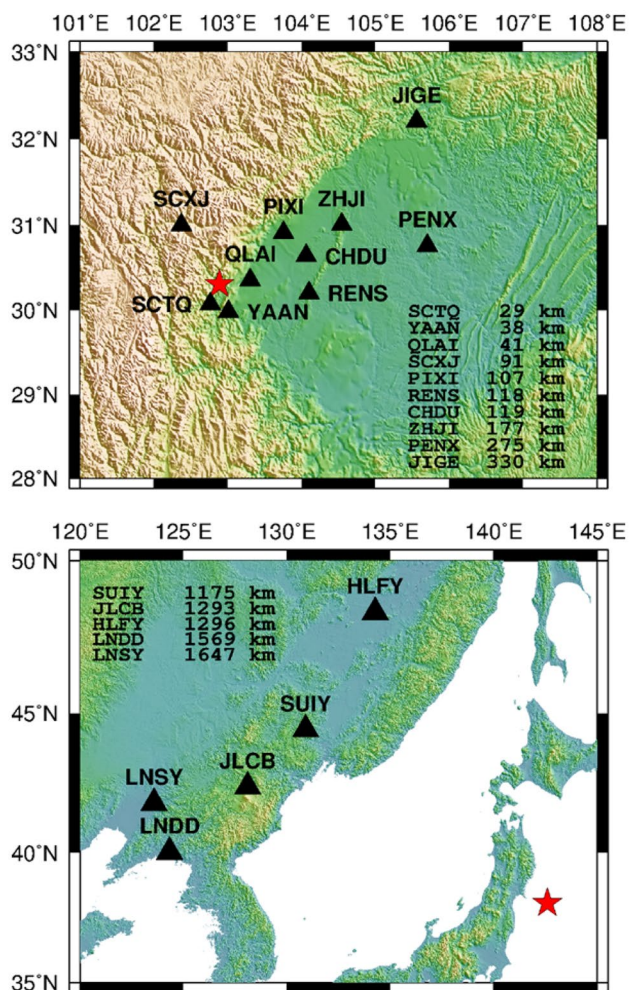 101°E 102°E 103°E 104°E 105°E 106°E 107°E 108°E
33°N
JIGE
32°N
SCXJ
PIXI ZHJI
PENX
31°N
QLAI
CHDU
SCTQ YAAN RENS
30°N
SCTQ 29 km
YAAN 38 km
QLAI 41 km
SCXJ 91 km
PIXI 107 km
RENS 118 km
CHDU 119 km
ZHJI 177 km
PENX 275 km
JIGE 330 km
29°N
28°N
120°E 125°E 130°E 135°E 140°E 145°E
50°N
SUIY 1175 km
JLCB 1293 km
HLFY 1296 km
LNDD 1569 km
LNSY 1647 km
HLFY
45°N
SUIY
JLCB
LNSY
LNDD
40°N
35°N